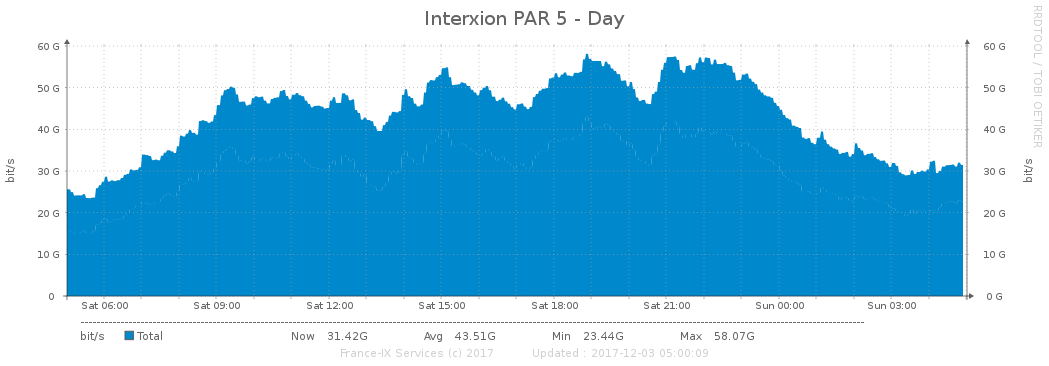 Interxion PAR 5 - Day
RRDTOOL / TOBI OETIKER
60 G 60 G
50 G 50 G
40 G 40 G
30 G 30 G
20 G 20 G
10 G 10 G
0 0 G
bit/s bit/s
Sat 06:00 Sat 09:00 Sat 12:00 Sat 15:00 Sat 18:00 Sat 21:00 Sun 00:00 Sun 03:00
bit/s Total Now 31.42G Avg 43.51G Min 23.44G Max 58.07G
France-IX Services (c) 2017 Updated : 2017-12-03 05:00:09